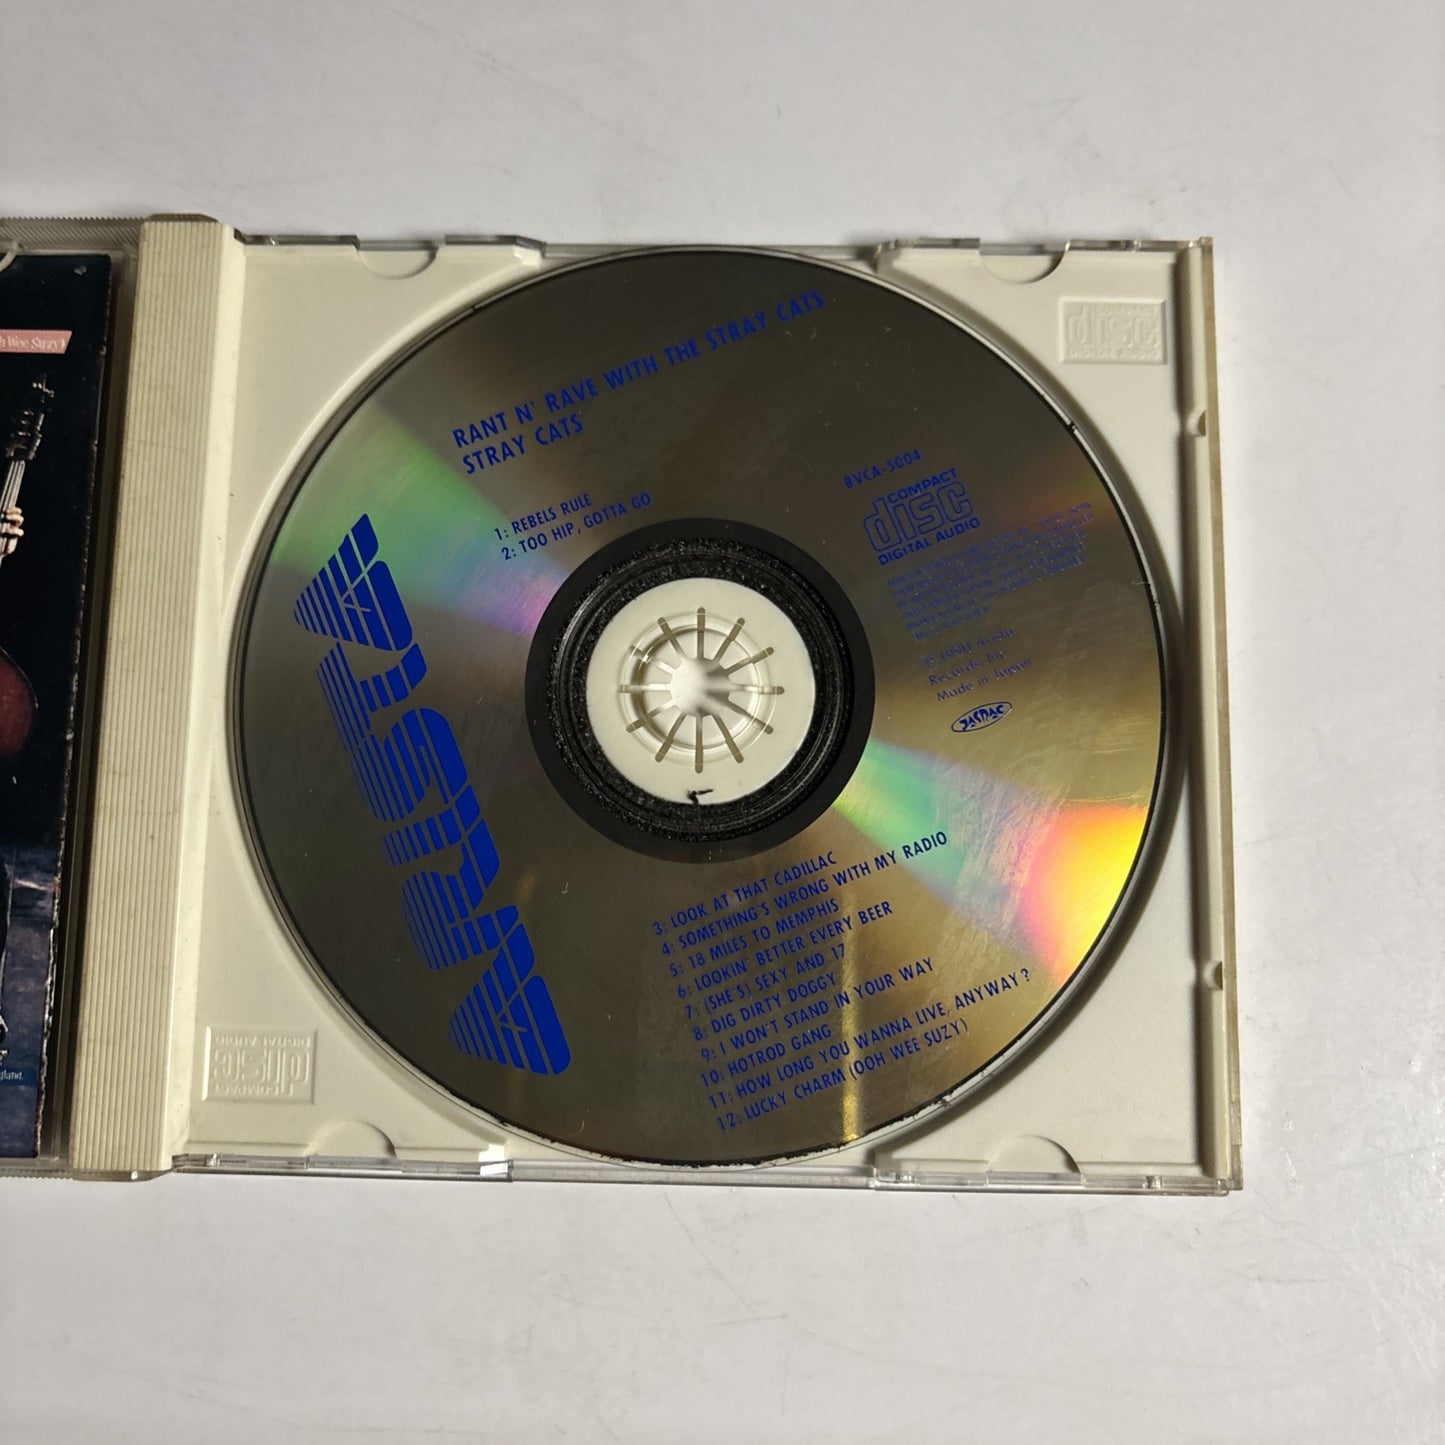 RANT N' RAVE WITH THE STRAY CATS
STRAY CATS
1: REBELS RULE
2: TOO HIP, GOTTA GO
BVCA-5004
COMPACT
disc
DIGITAL AUDIO
Ⓟ 1990 Arista
Records, Inc.
Made in Japan
JASRAC
ARISTA
3: LOOK AT THAT CADILLAC
4: SOMETHING'S WRONG WITH MY RADIO
5: 18 MILES TO MEMPHIS
6: LOOKIN' BETTER EVERY BEER
7: (SHE'S) SEXY AND 17
8: DIG DIRTY DOGGY
9: I WON'T STAND IN YOUR WAY
10: HOTROD GANG
11: HOW LONG YOU WANNA LIVE, ANYWAY?
12: LUCKY CHARM (OOH WEE SUZY)
COMPACT
disc
DIGITAL AUDIO
COMPACT
disc
DIGITAL AUDIO
Wee Suzy)